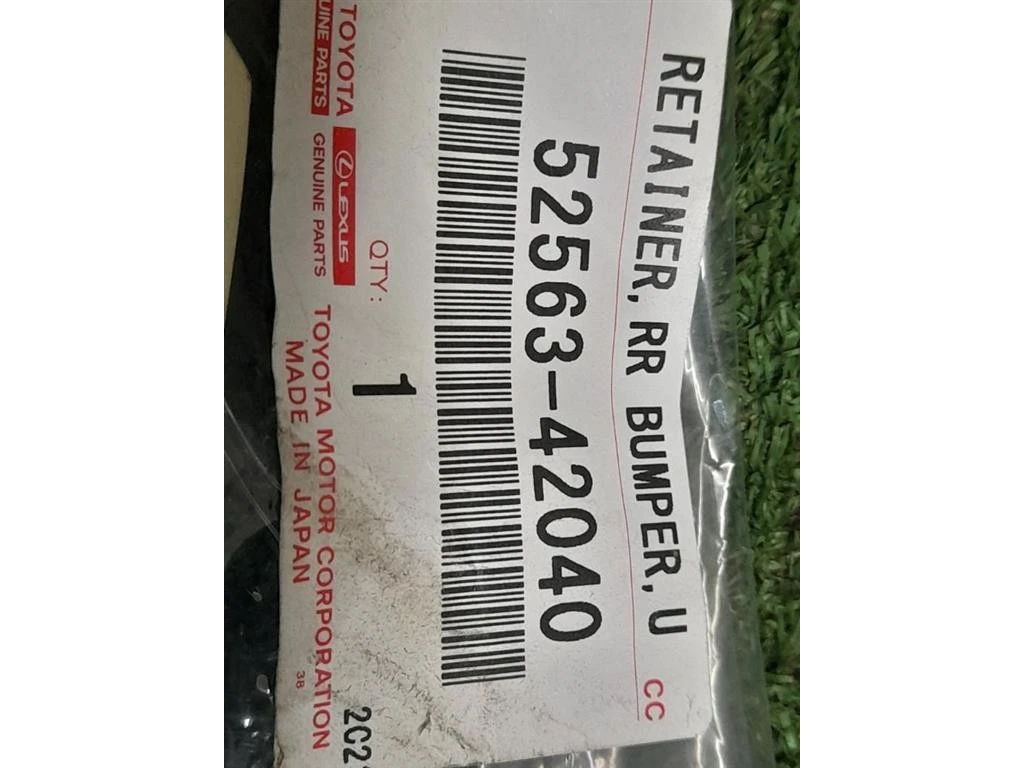 RETAINER, RR BUMPER, U
CC
52563-42040
QTY: 1
TOYOTA
GENUINE PARTS
LEXUS
GENUINE PARTS
TOYOTA MOTOR CORPORATION
MADE IN JAPAN
38